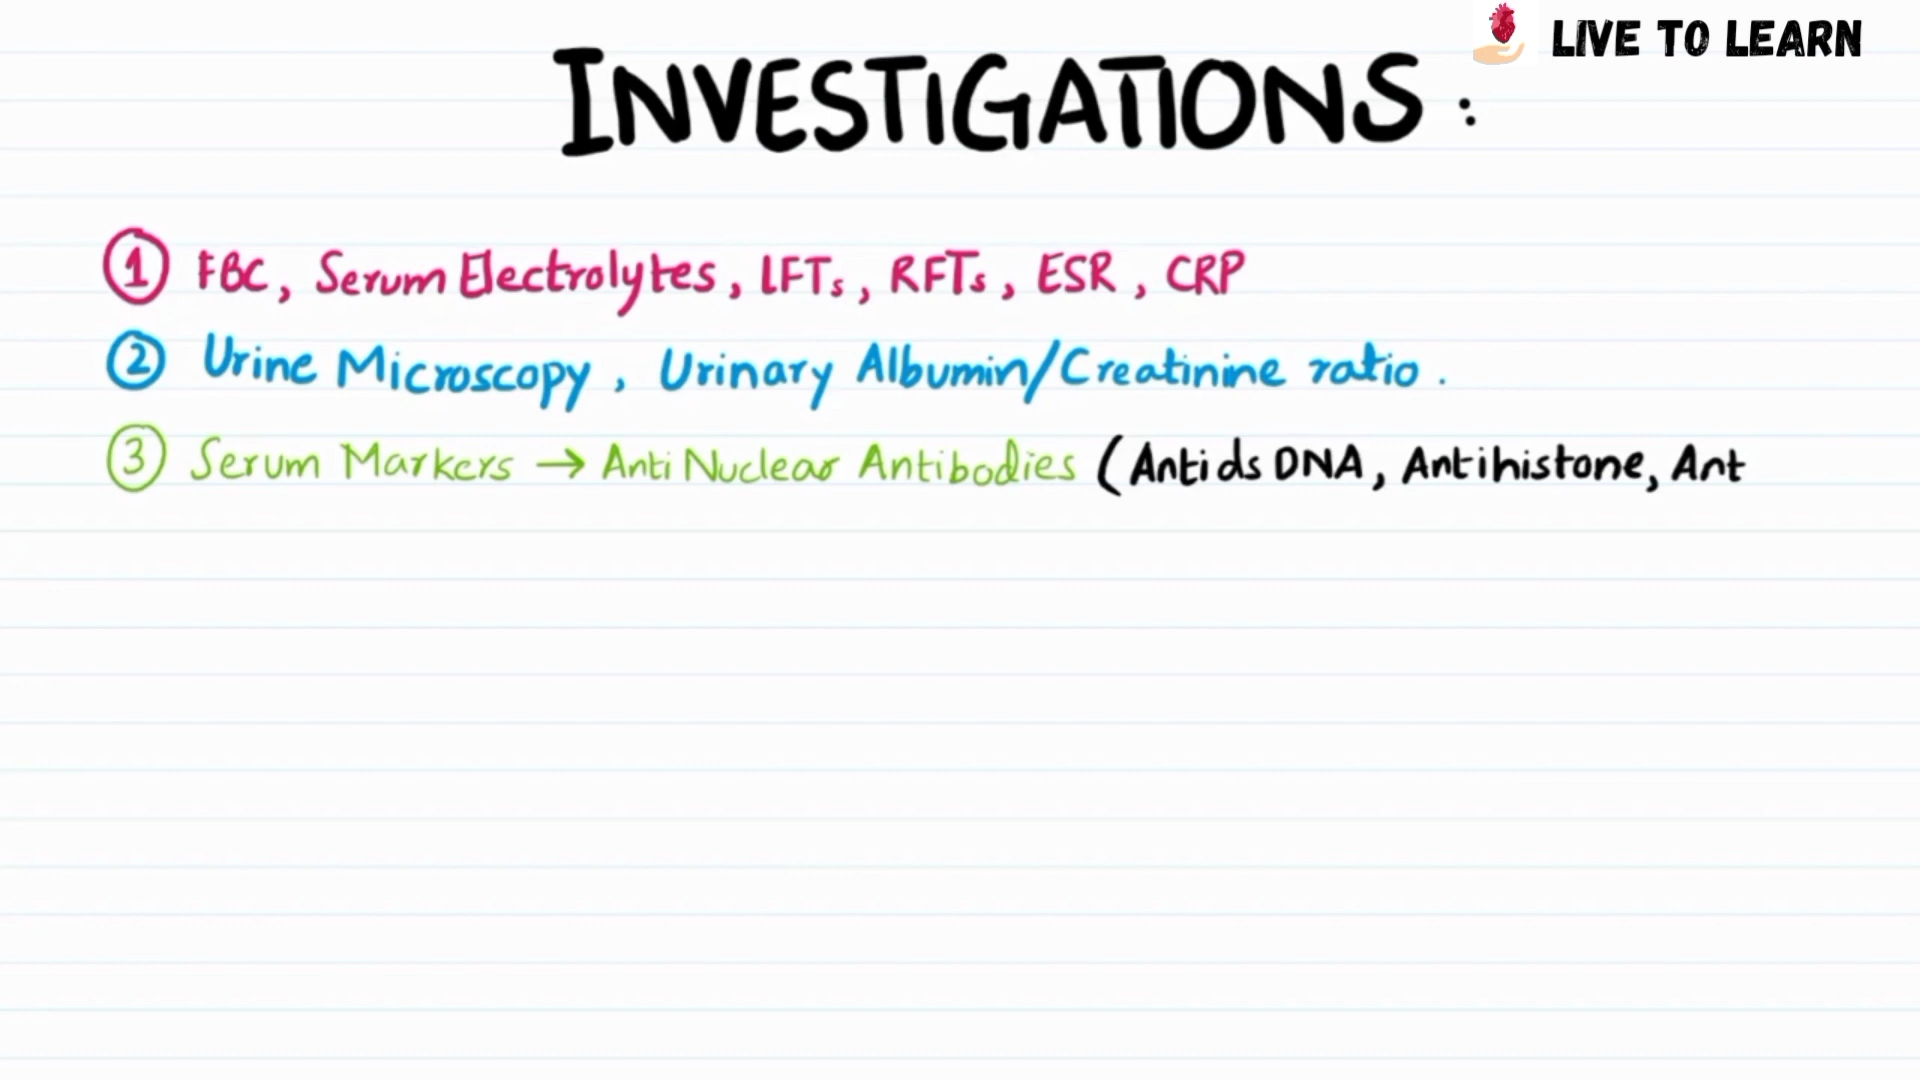 LIVE TO LEARN
INVESTIGATIONS :
1 FBC, Serum Electrolytes, LFTs, RFTs, ESR, CRP
2 Urine Microscopy, Urinary Albumin/Creatinine ratio.
3 Serum Markers → Anti Nuclear Antibodies (Anti ds DNA, Antihistone, Ant